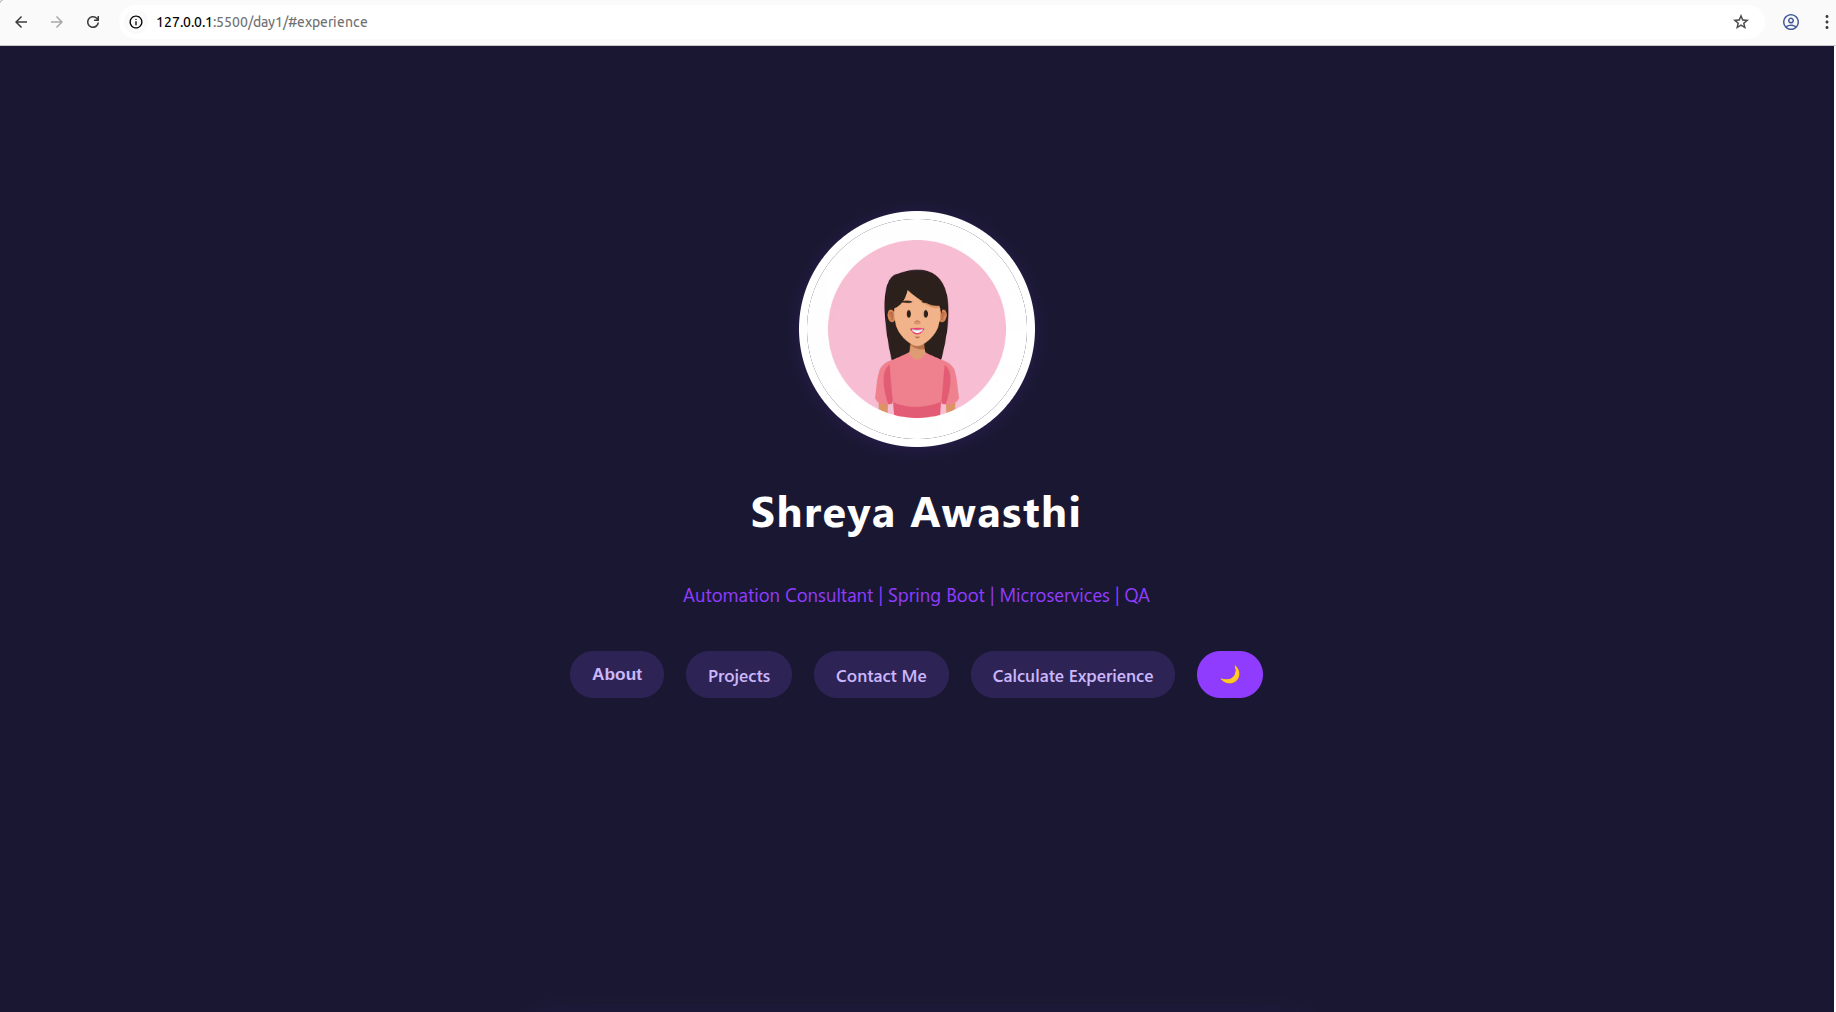 127.0.0.1:5500/day1/#experience
Shreya Awasthi
Automation Consultant | Spring Boot | Microservices | QA
About Projects Contact Me Calculate Experience